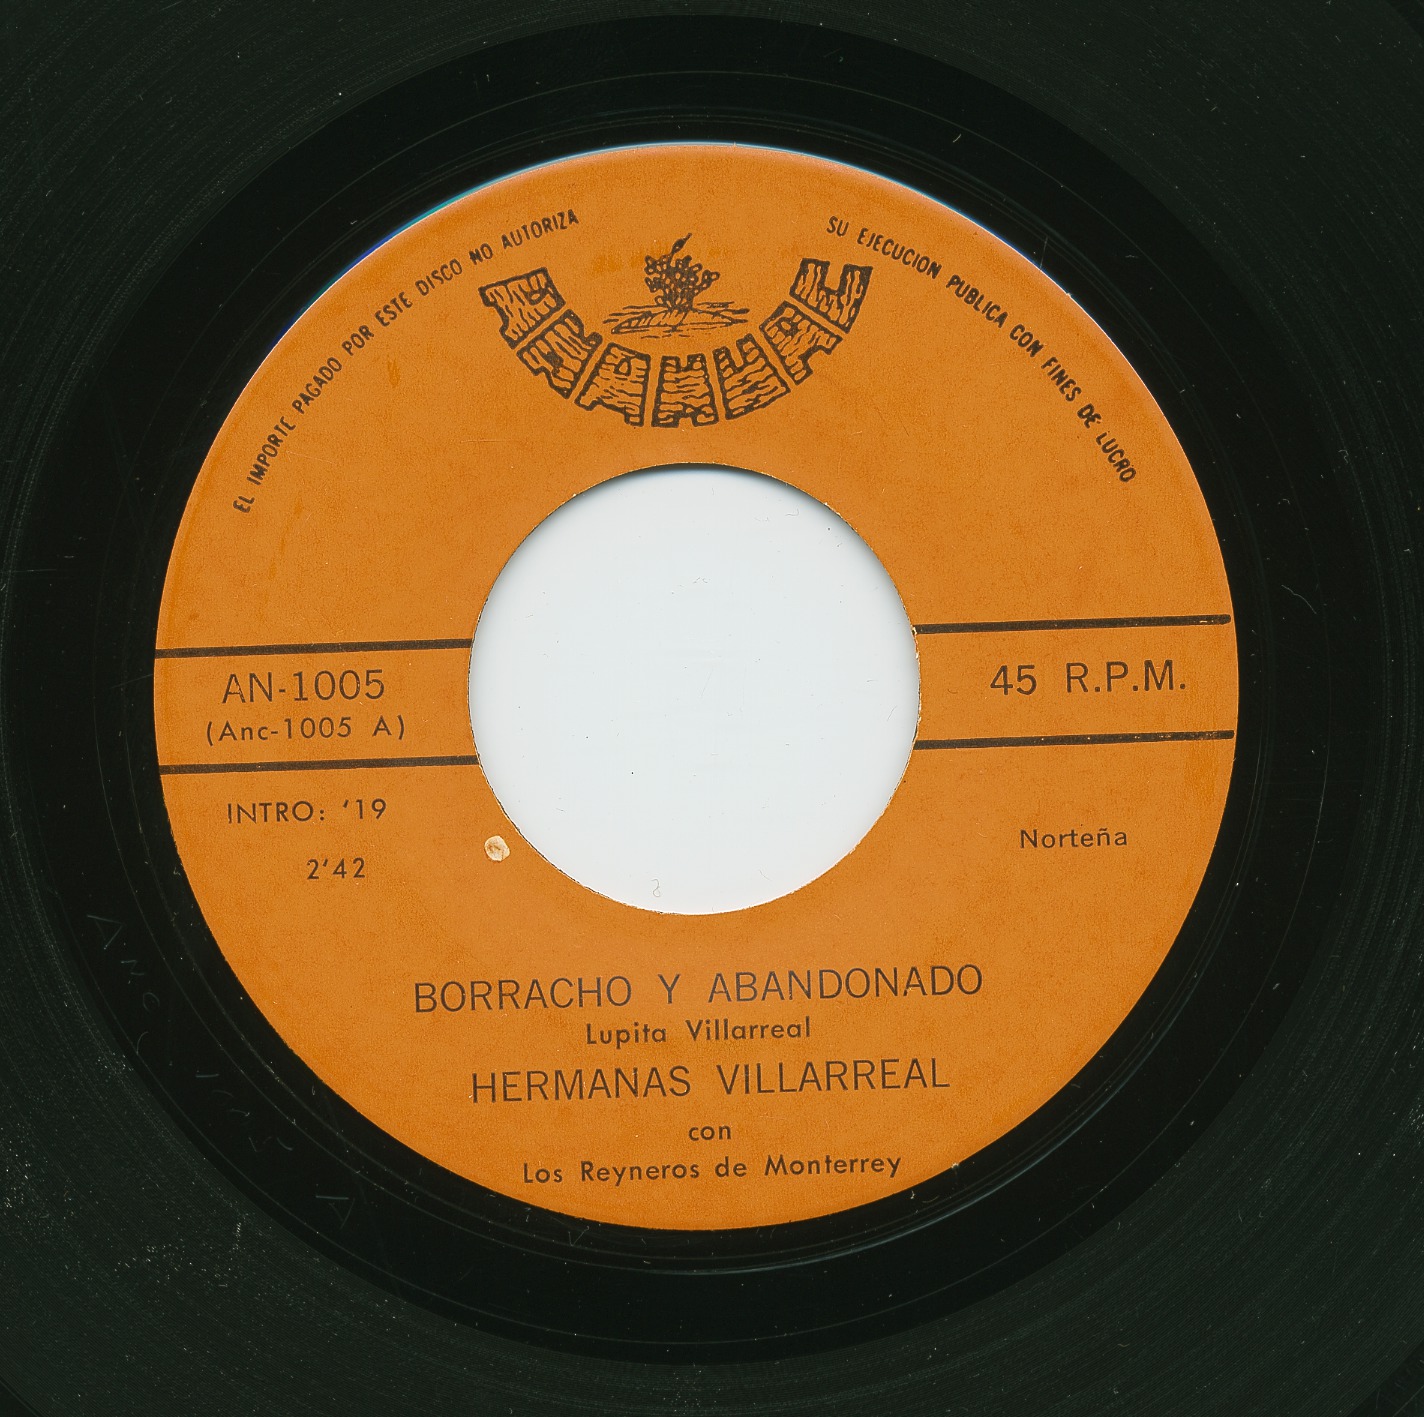 EL IMPORTE PAGADO POR ESTE DISCO NO AUTORIZA
SU EJECUCION PUBLICA CON FINES DE LUCRO
AN-1005
(Anc-1005 A)
45 R.P.M.
INTRO: '19
2'42
Norteña
BORRACHO Y ABANDONADO
Lupita Villarreal
HERMANAS VILLARREAL
con
Los Reyneros de Monterrey